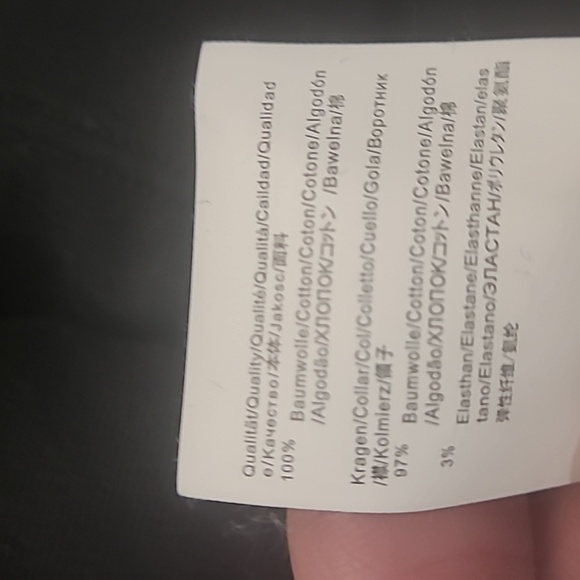 Qualität/Quality/Qualité/Qualità/Calidad/Qualidad
e/Качество/本体/Jakosc/面料
100% Baumwolle/Cotton/Coton/Cotone/Algodón
/Algodão/ХЛОПОК/コットン /Bawełna/棉
Kragen/Collar/Col/Colletto/Cuello/Gola/Воротник
/襟/Kolmierz/領子
97% Baumwolle/Cotton/Coton/Cotone/Algodón
/Algodão/ХЛОПОК/コットン/Bawełna/棉
3% Elasthan/Elastane/Elasthanne/Elastan/elas
tano/Elastano/ЭЛАСТАН/ポリウレタン/聚氨酯
弹性纤维/氨纶